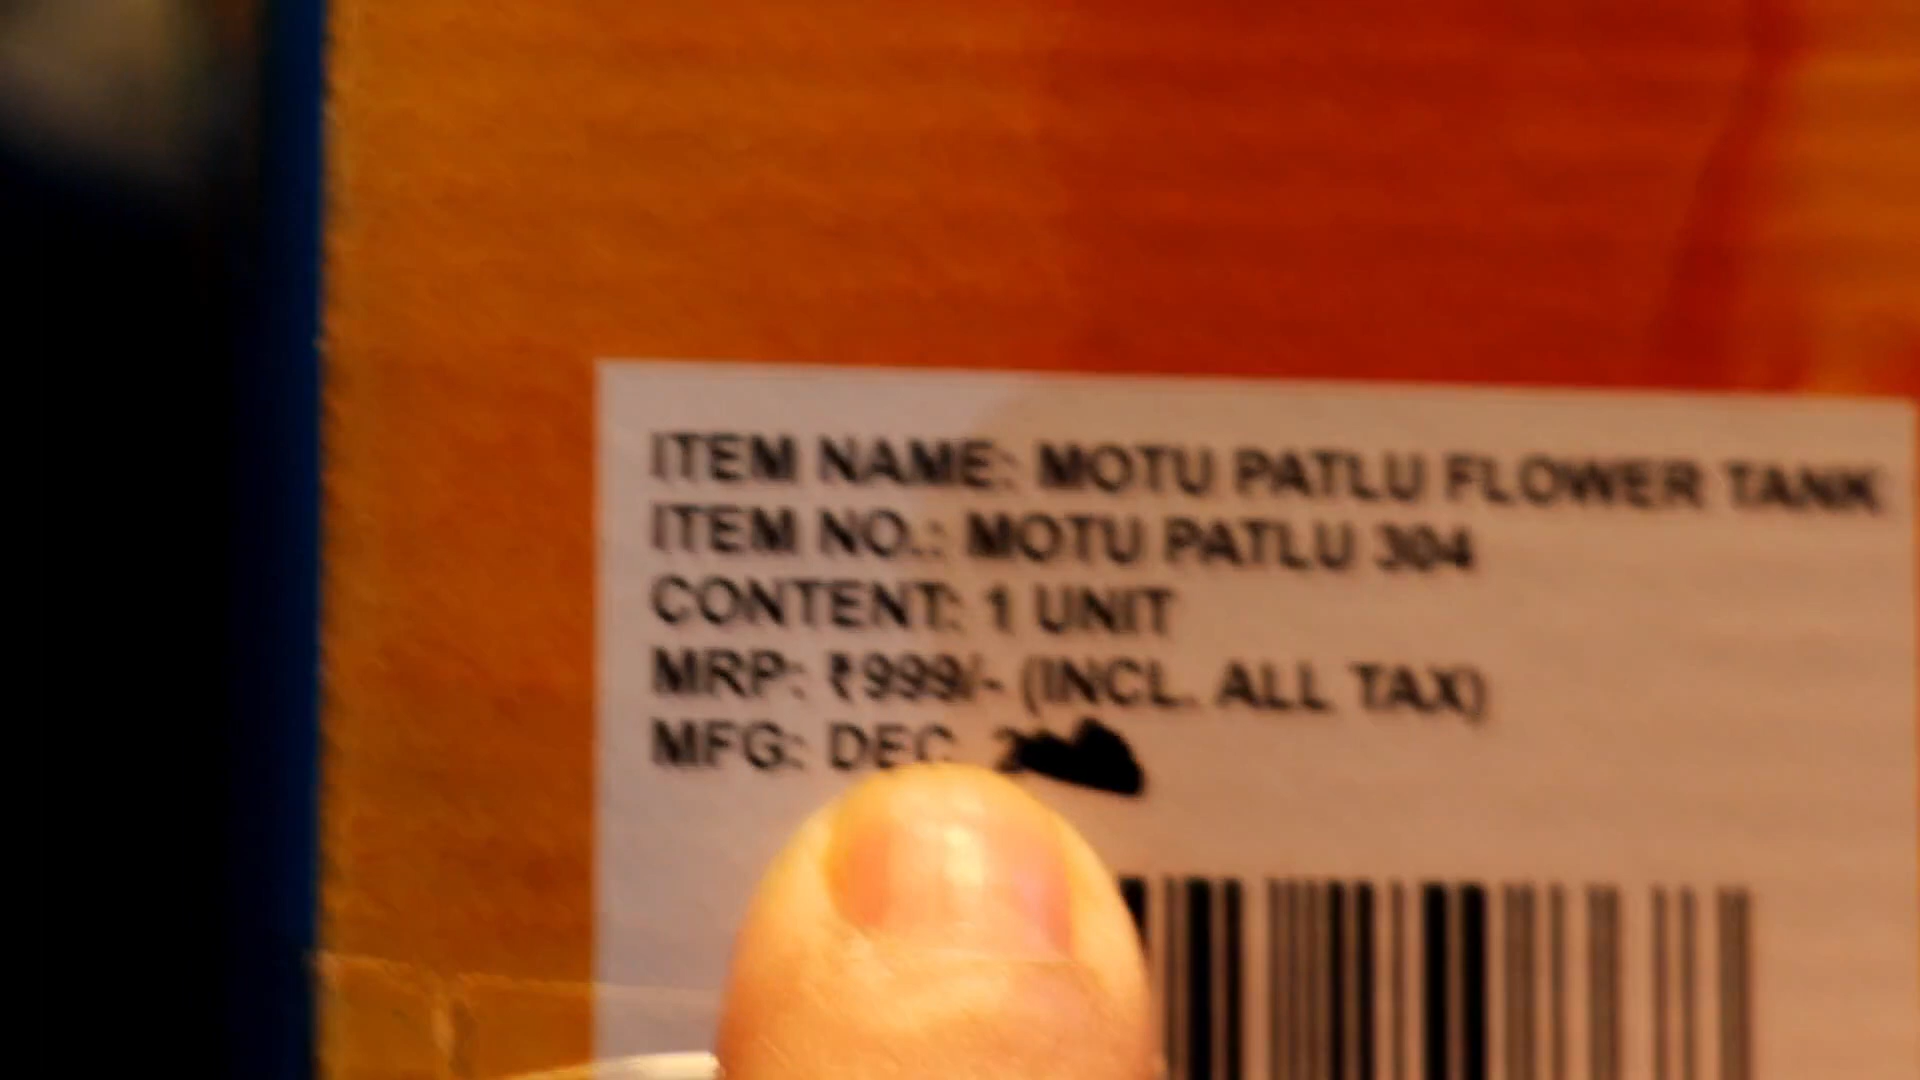 ITEM NAME: MOTU PATLU FLOWER TANK
ITEM NO.: MOTU PATLU 304
CONTENT: 1 UNIT
MRP: ₹999/- (INCL. ALL TAX)
MFG: DEC